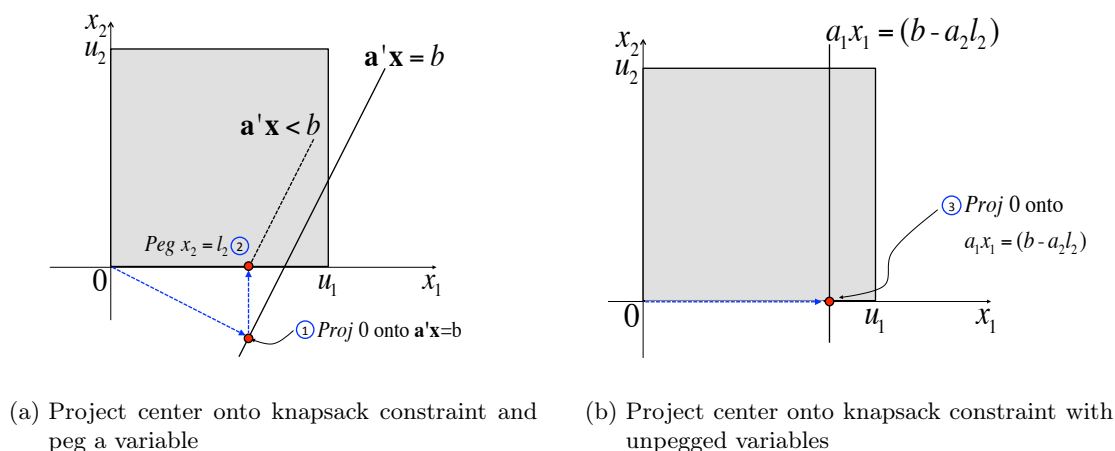 x₂
u₂
a'x = b
a'x < b
Peg x₂ = l₂ ②
0
u₁
x₁
① Proj 0 onto a'x=b
(a) Project center onto knapsack constraint and
peg a variable
a₁x₁ = (b - a₂l₂)
x₂
u₂
③ Proj 0 onto
a₁x₁ = (b - a₂l₂)
0
u₁
x₁
(b) Project center onto knapsack constraint with
unpegged variables